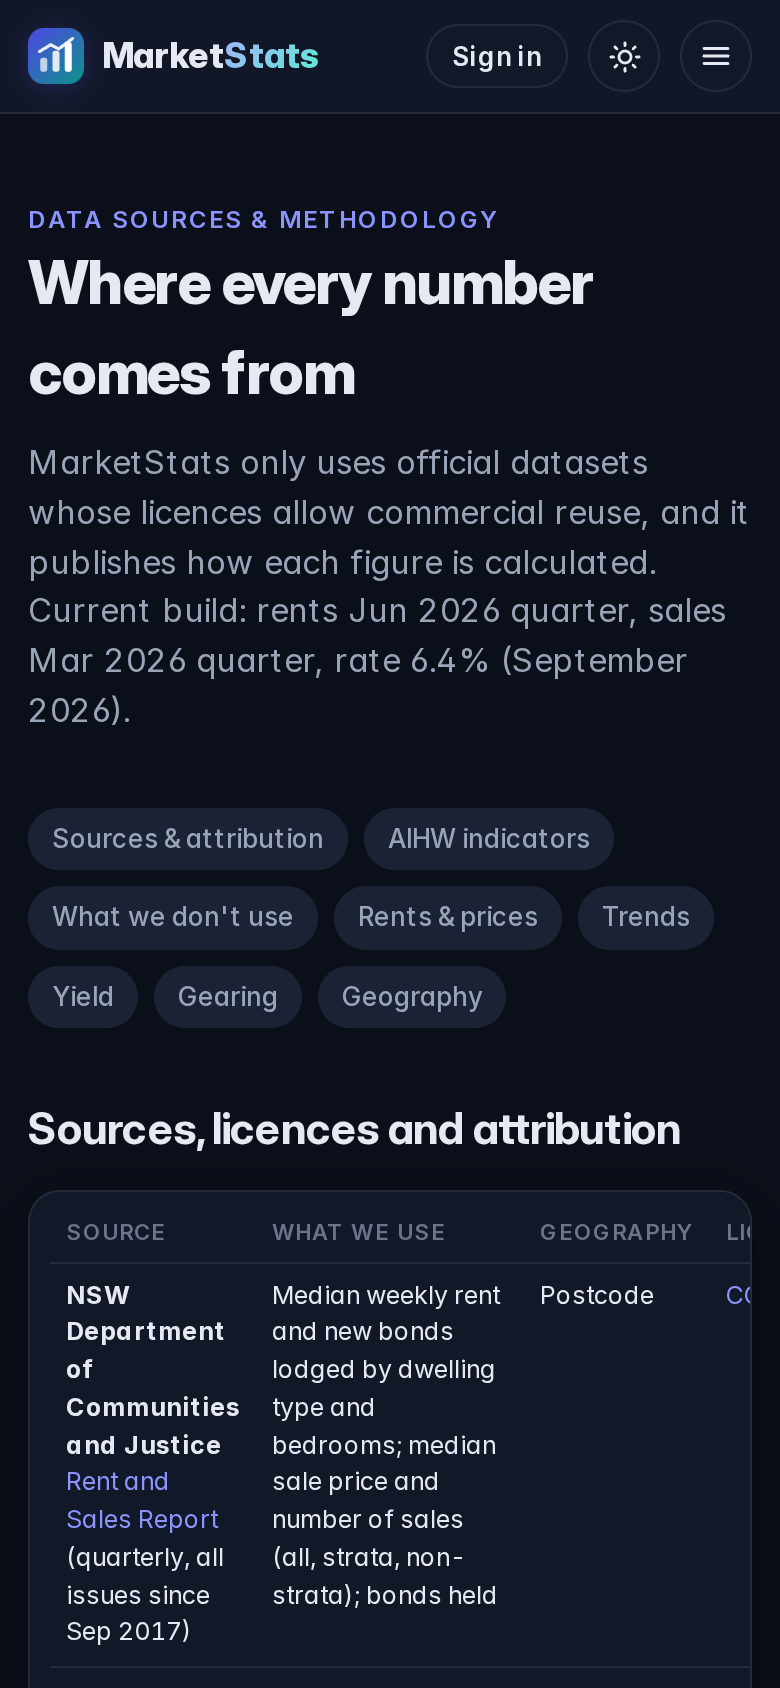 MarketStats
Sign in
DATA SOURCES & METHODOLOGY
Where every number
comes from
MarketStats only uses official datasets
whose licences allow commercial reuse, and it
publishes how each figure is calculated.
Current build: rents Jun 2026 quarter, sales
Mar 2026 quarter, rate 6.4% (September
2026).
Sources & attribution
AIHW indicators
What we don't use
Rents & prices
Trends
Yield
Gearing
Geography
Sources, licences and attribution
SOURCE
WHAT WE USE
GEOGRAPHY
NSW
Department
of
Communities
and Justice
Rent and
Sales Report
(quarterly, all
issues since
Sep 2017)
Median weekly rent
and new bonds
lodged by dwelling
type and
bedrooms; median
sale price and
number of sales
(all, strata, non-
strata); bonds held
Postcode